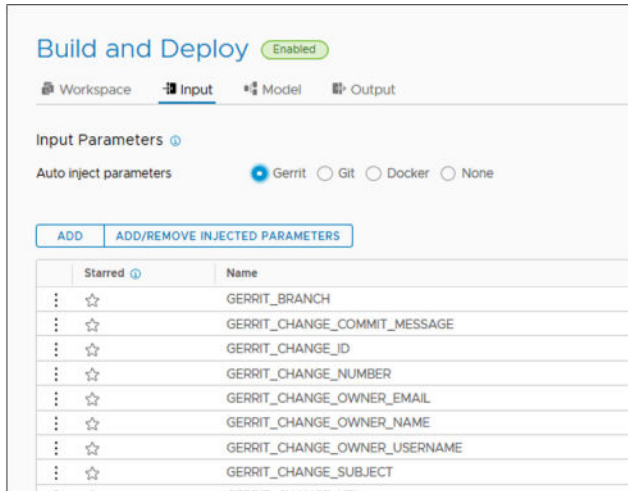 Build and Deploy Enabled
Workspace Input Model Output
Input Parameters
Auto inject parameters Gerrit Git Docker None
ADD ADD/REMOVE INJECTED PARAMETERS
Starred Name
GERRIT_BRANCH
GERRIT_CHANGE_COMMIT_MESSAGE
GERRIT_CHANGE_ID
GERRIT_CHANGE_NUMBER
GERRIT_CHANGE_OWNER_EMAIL
GERRIT_CHANGE_OWNER_NAME
GERRIT_CHANGE_OWNER_USERNAME
GERRIT_CHANGE_SUBJECT